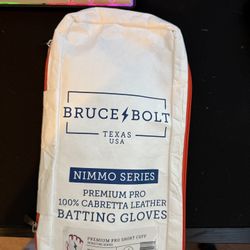 BRUCE BOLT
TEXAS
USA
NIMMO SERIES
PREMIUM PRO
100% CABRETTA LEATHER
BATTING GLOVES
PREMIUM PRO SHORT CUFF